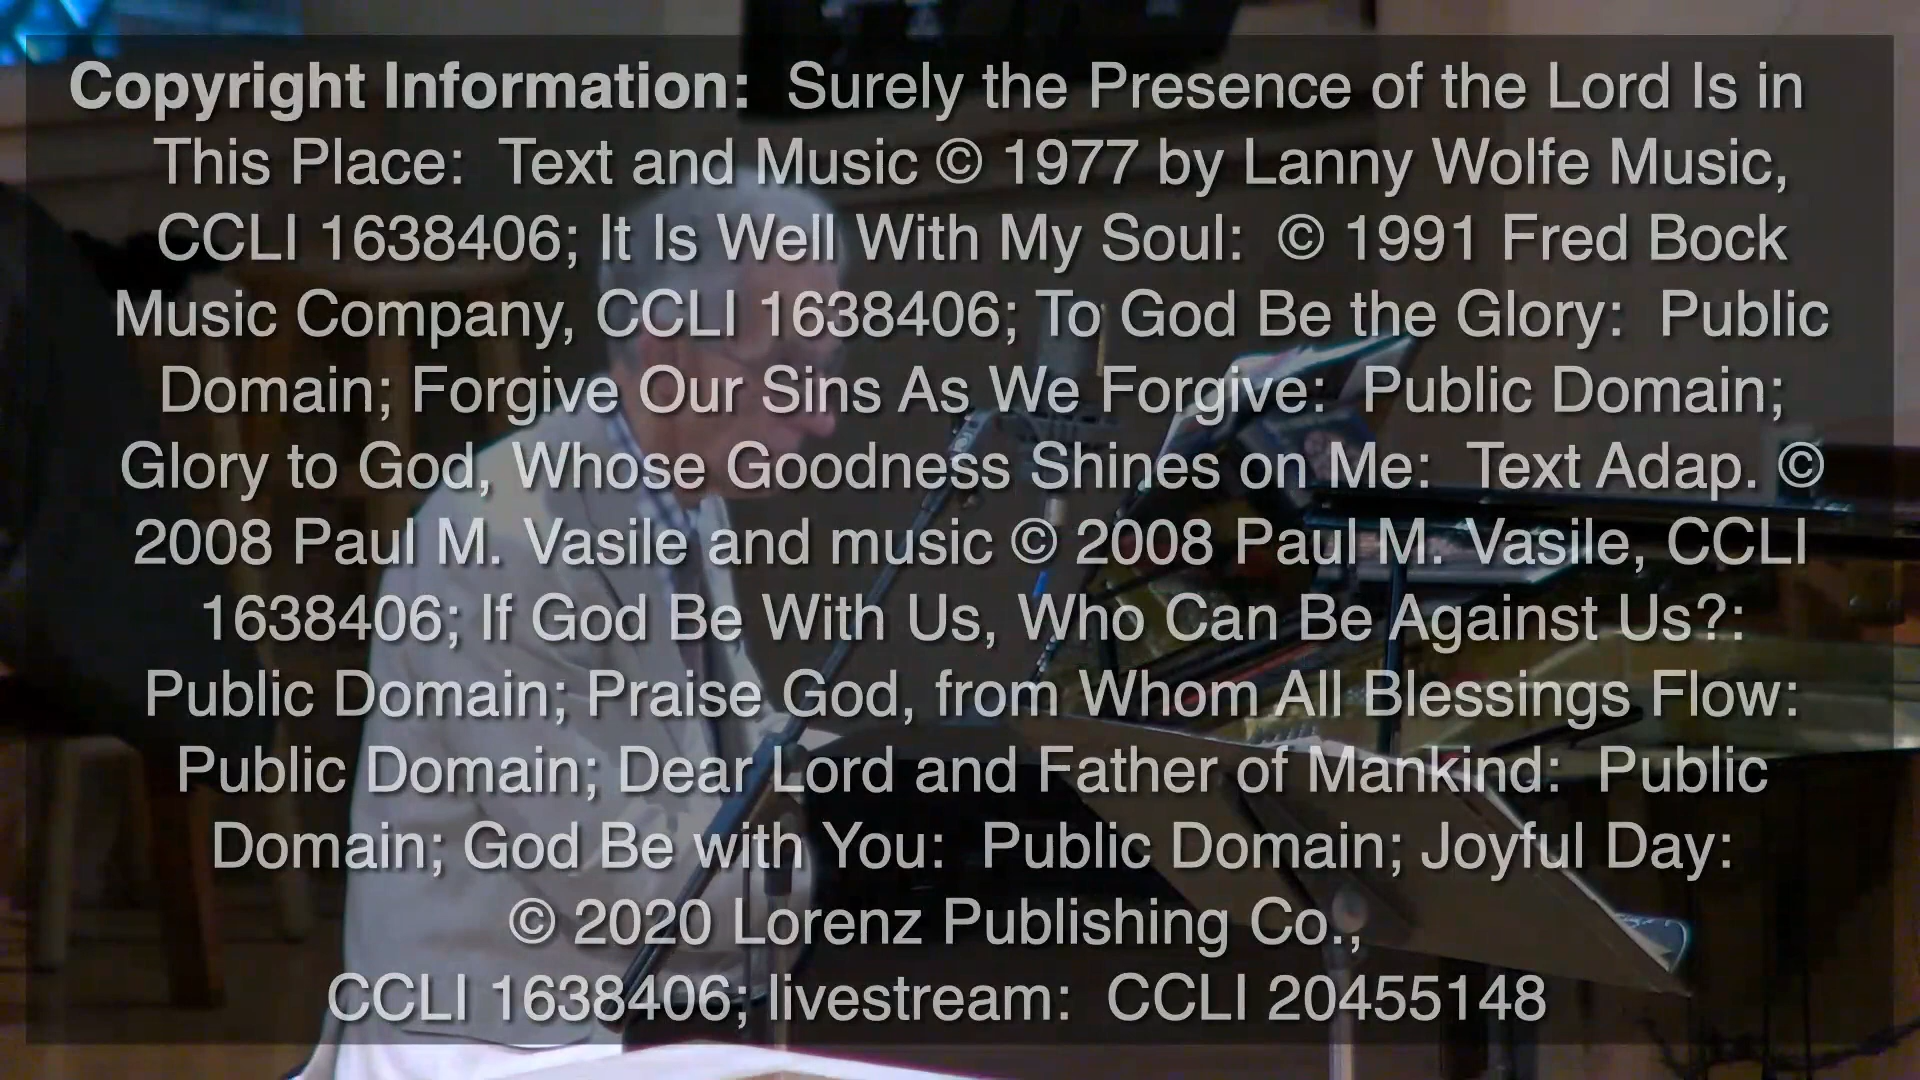 Copyright Information:  Surely the Presence of the Lord Is in
This Place:  Text and Music © 1977 by Lanny Wolfe Music,
CCLI 1638406; It Is Well With My Soul:  © 1991 Fred Bock
Music Company, CCLI 1638406; To God Be the Glory:  Public
Domain; Forgive Our Sins As We Forgive:  Public Domain;
Glory to God, Whose Goodness Shines on Me:  Text Adap. ©
2008 Paul M. Vasile and music © 2008 Paul M. Vasile, CCLI
1638406; If God Be With Us, Who Can Be Against Us?:
Public Domain; Praise God, from Whom All Blessings Flow:
Public Domain; Dear Lord and Father of Mankind:  Public
Domain; God Be with You:  Public Domain; Joyful Day:
© 2020 Lorenz Publishing Co.,
CCLI 1638406; livestream:  CCLI 20455148